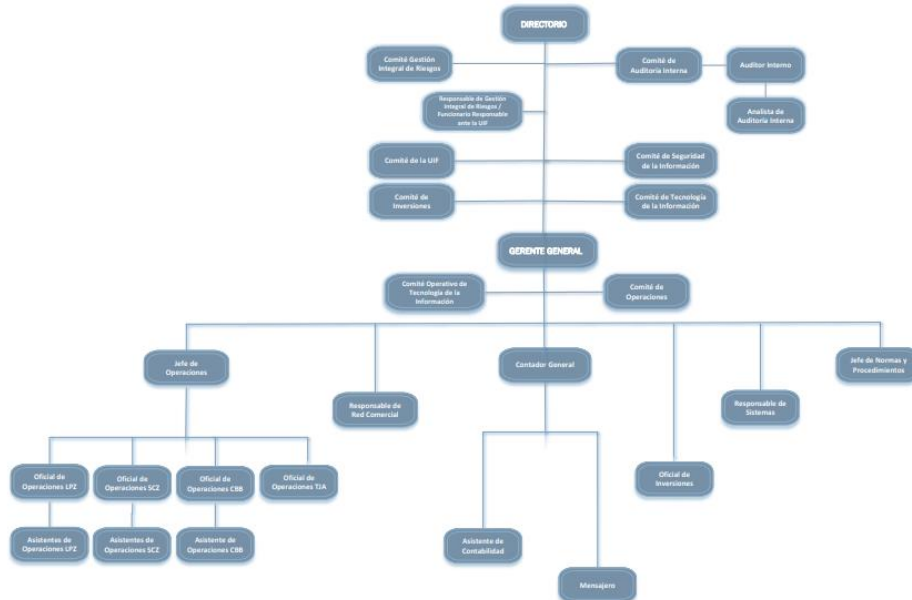 DIRECTORIO
Comité Gestión
Integral de Riesgos
Comité de
Auditoría Interna
Auditor Interno
Responsable de Gestión
Integral de Riesgos /
Funcionario Responsable
ante la UIF
Analista de
Auditoría Interna
Comité de la UIF
Comité de Seguridad
de la Información
Comité de
Inversiones
Comité de Tecnología
de la Información
GERENTE GENERAL
Comité Operativo de
Tecnología de la
Información
Comité de
Operaciones
Jefe de
Operaciones
Contador General
Jefe de Normas y
Procedimientos
Responsable de
Red Comercial
Responsable de
Sistemas
Oficial de
Operaciones LPZ
Oficial de
Operaciones SCZ
Oficial de
Operaciones CBB
Oficial de
Operaciones TJA
Oficial de
Inversiones
Asistentes de
Operaciones LPZ
Asistentes de
Operaciones SCZ
Asistente de
Operaciones CBB
Asistente de
Contabilidad
Mensajero